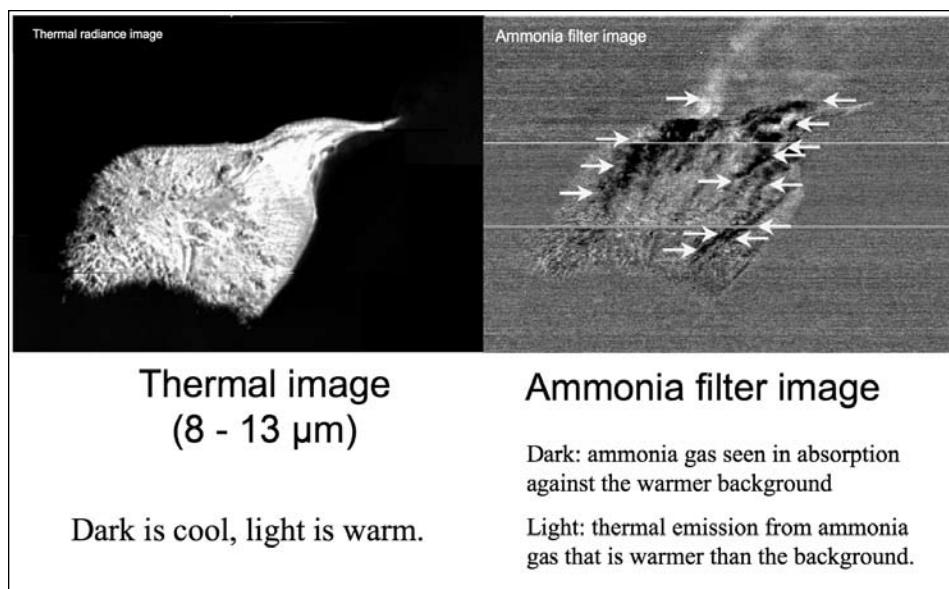 Thermal radiance image
Ammonia filter image
Thermal image
(8 - 13 µm)
Dark is cool, light is warm.
Ammonia filter image
Dark: ammonia gas seen in absorption
against the warmer background
Light: thermal emission from ammonia
gas that is warmer than the background.